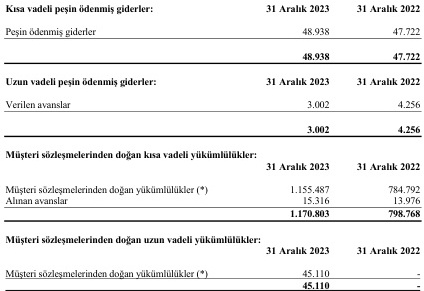 Kısa vadeli peşin ödenmiş giderler: 31 Aralık 2023 31 Aralık 2022
Peşin ödenmiş giderler 48.938 47.722
48.938 47.722
Uzun vadeli peşin ödenmiş giderler: 31 Aralık 2023 31 Aralık 2022
Verilen avanslar 3.002 4.256
3.002 4.256
Müşteri sözleşmelerinden doğan kısa vadeli yükümlülükler:
31 Aralık 2023 31 Aralık 2022
Müşteri sözleşmelerinden doğan yükümlülükler (*) 1.155.487 784.792
Alınan avanslar 15.316 13.976
1.170.803 798.768
Müşteri sözleşmelerinden doğan uzun vadeli yükümlülükler:
31 Aralık 2023 31 Aralık 2022
Müşteri sözleşmelerinden doğan yükümlülükler (*) 45.110 -
45.110 -